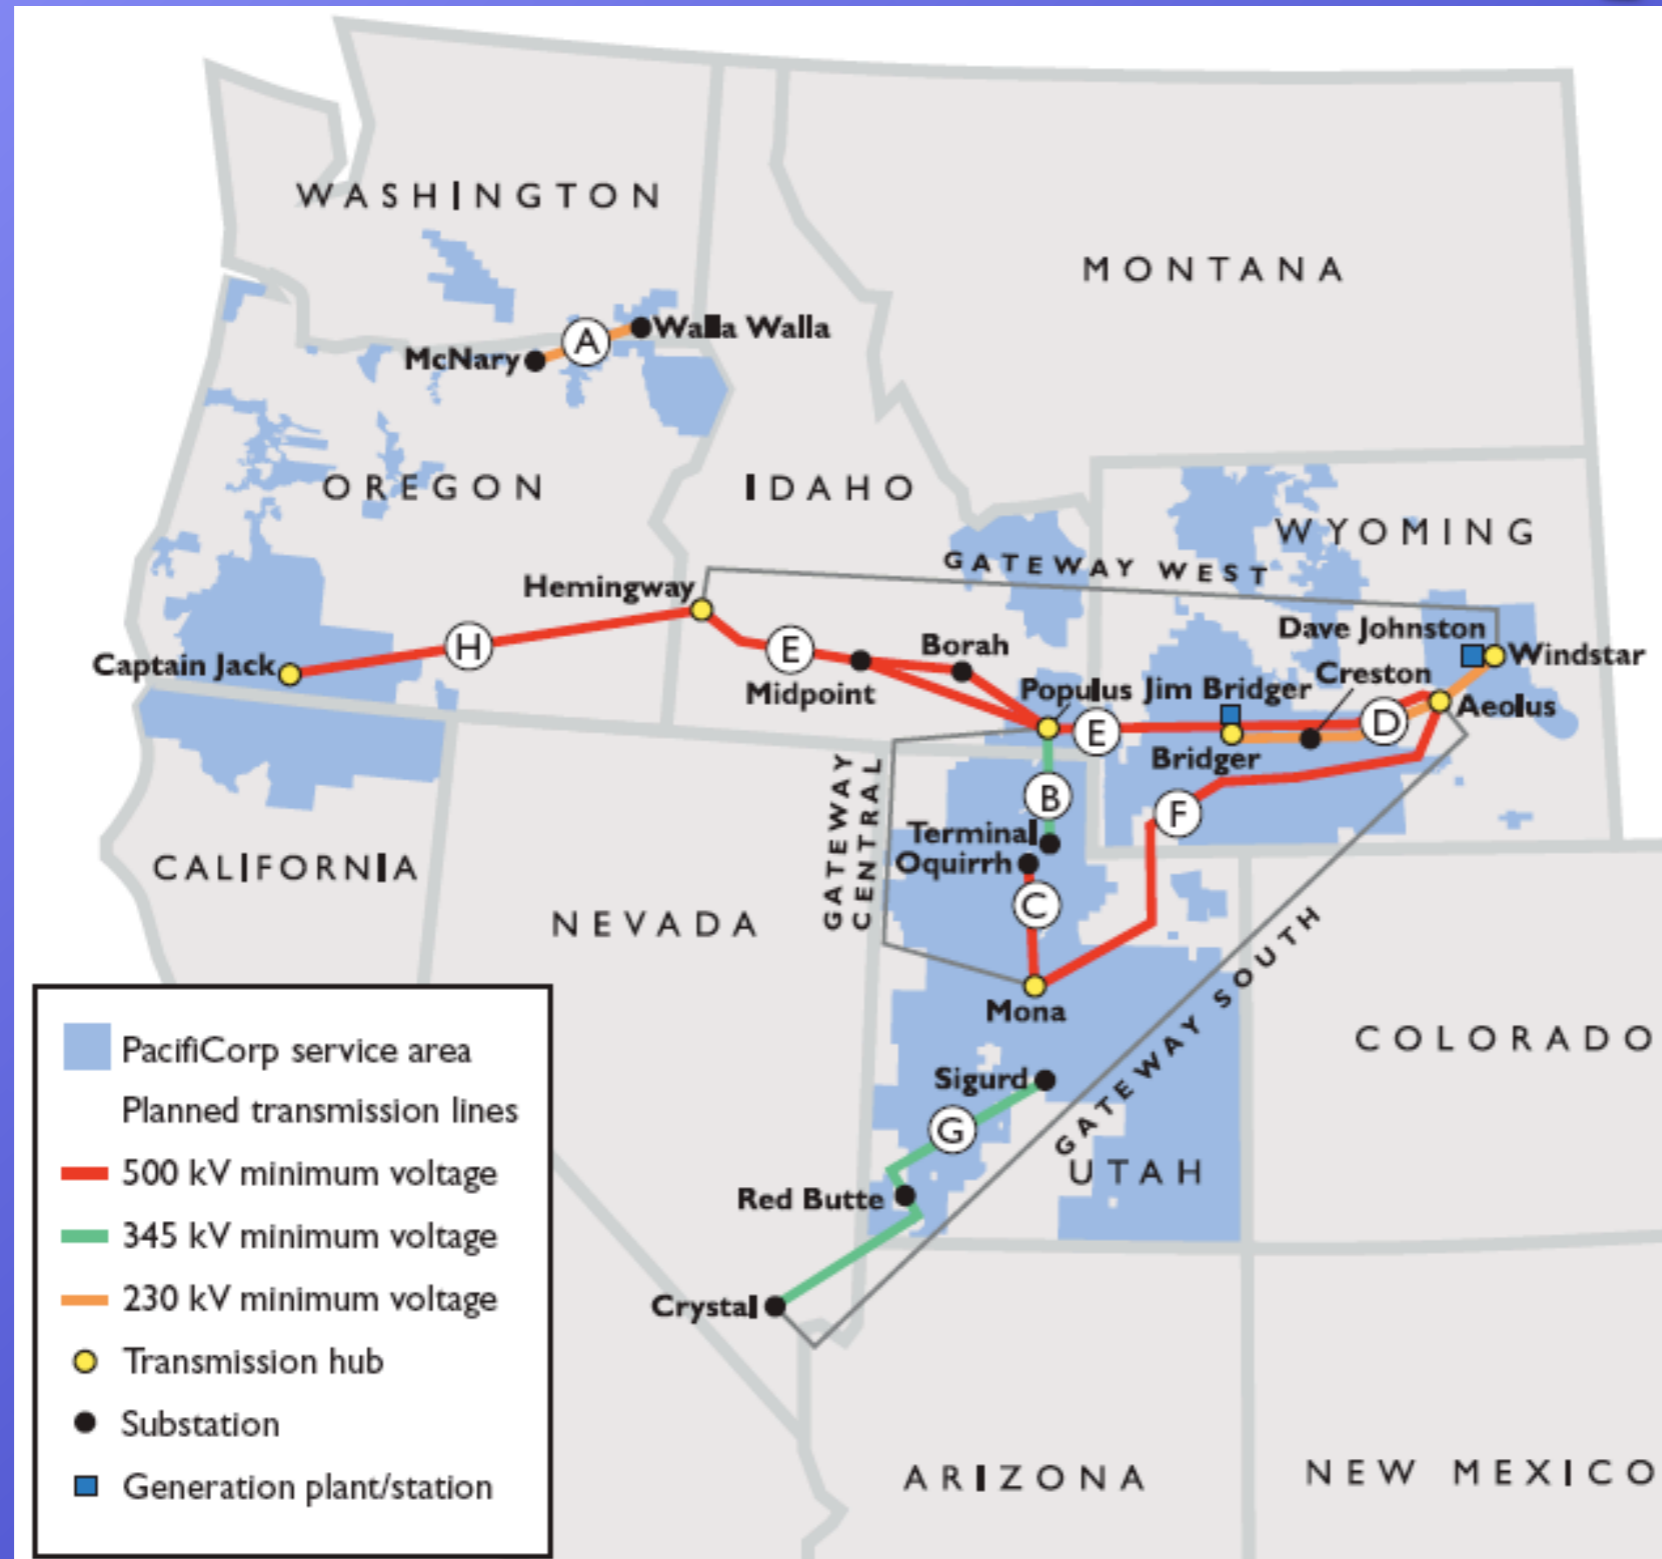 WASHINGTON
MONTANA
McNary
A
Walla Walla
OREGON
IDAHO
WYOMING
GATEWAY WEST
Hemingway
Captain Jack
H
E
Midpoint
Borah
Populus
Jim Bridger
Dave Johnston
Windstar
Creston
Aeolus
E
D
Bridger
GATEWAY
CENTRAL
B
F
Terminal
Oquirrh
C
CALIFORNIA
NEVADA
Mona
GATEWAY SOUTH
COLORADO
Sigurd
G
UTAH
Red Butte
Crystal
ARIZONA
NEW MEXICO
PacifiCorp service area
Planned transmission lines
500 kV minimum voltage
345 kV minimum voltage
230 kV minimum voltage
Transmission hub
Substation
Generation plant/station